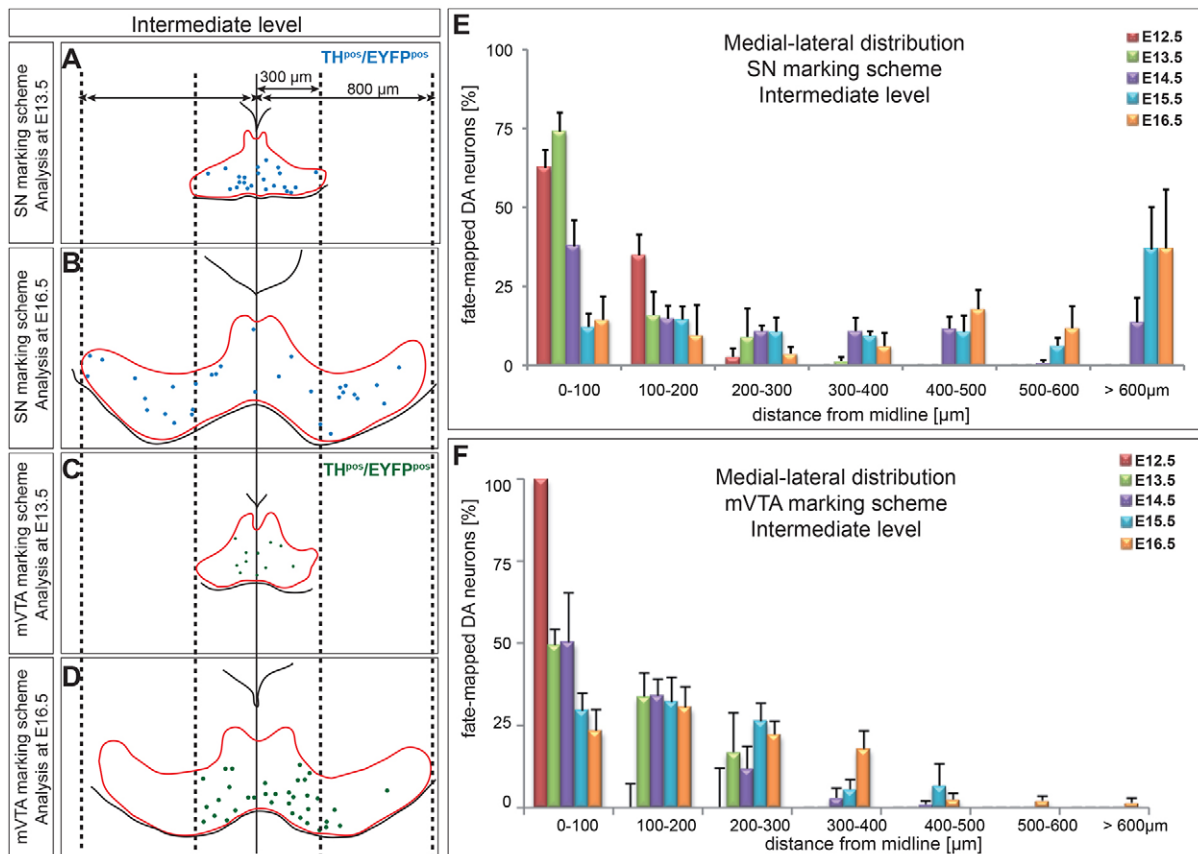 Intermediate level
SN marking scheme
Analysis at E13.5
A
THpos/EYFPpos
300 µm
800 µm
SN marking scheme
Analysis at E16.5
B
mVTA marking scheme
Analysis at E13.5
C
THpos/EYFPpos
mVTA marking scheme
Analysis at E16.5
D
E
Medial-lateral distribution
SN marking scheme
Intermediate level
E12.5
E13.5
E14.5
E15.5
E16.5
fate-mapped DA neurons [%]
100
75
50
25
0
0-100 100-200 200-300 300-400 400-500 500-600 > 600µm
distance from midline [µm]
F
Medial-lateral distribution
mVTA marking scheme
Intermediate level
E12.5
E13.5
E14.5
E15.5
E16.5
fate-mapped DA neurons [%]
100
75
50
25
0
0-100 100-200 200-300 300-400 400-500 500-600 > 600µm
distance from midline [µm]